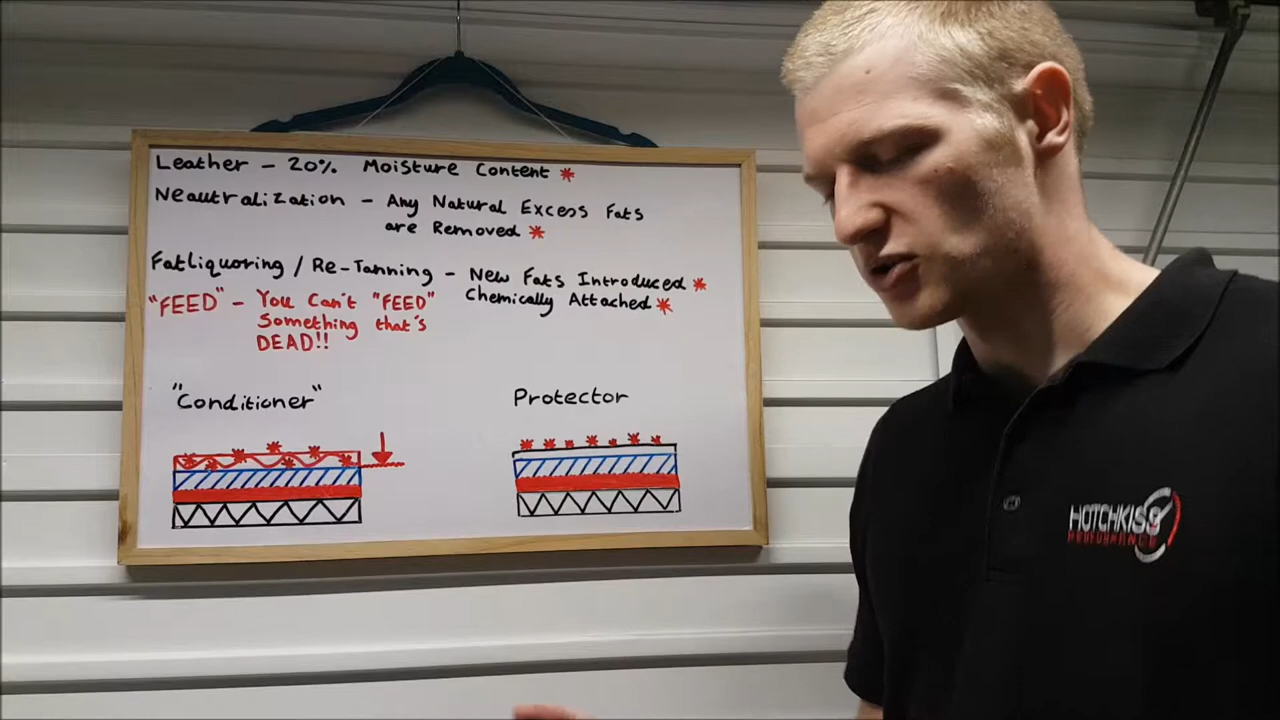 Leather - 20% Moisture Content *
Neautralization - Any Natural Excess Fats
are Removed *
Fatliquoring / Re-Tanning - New Fats Introduced *
Chemically Attached *
"FEED" - You Can't "FEED"
Something that's
DEAD!!
"Conditioner"
Protector
HOTCHKISS
PERFORMANCE